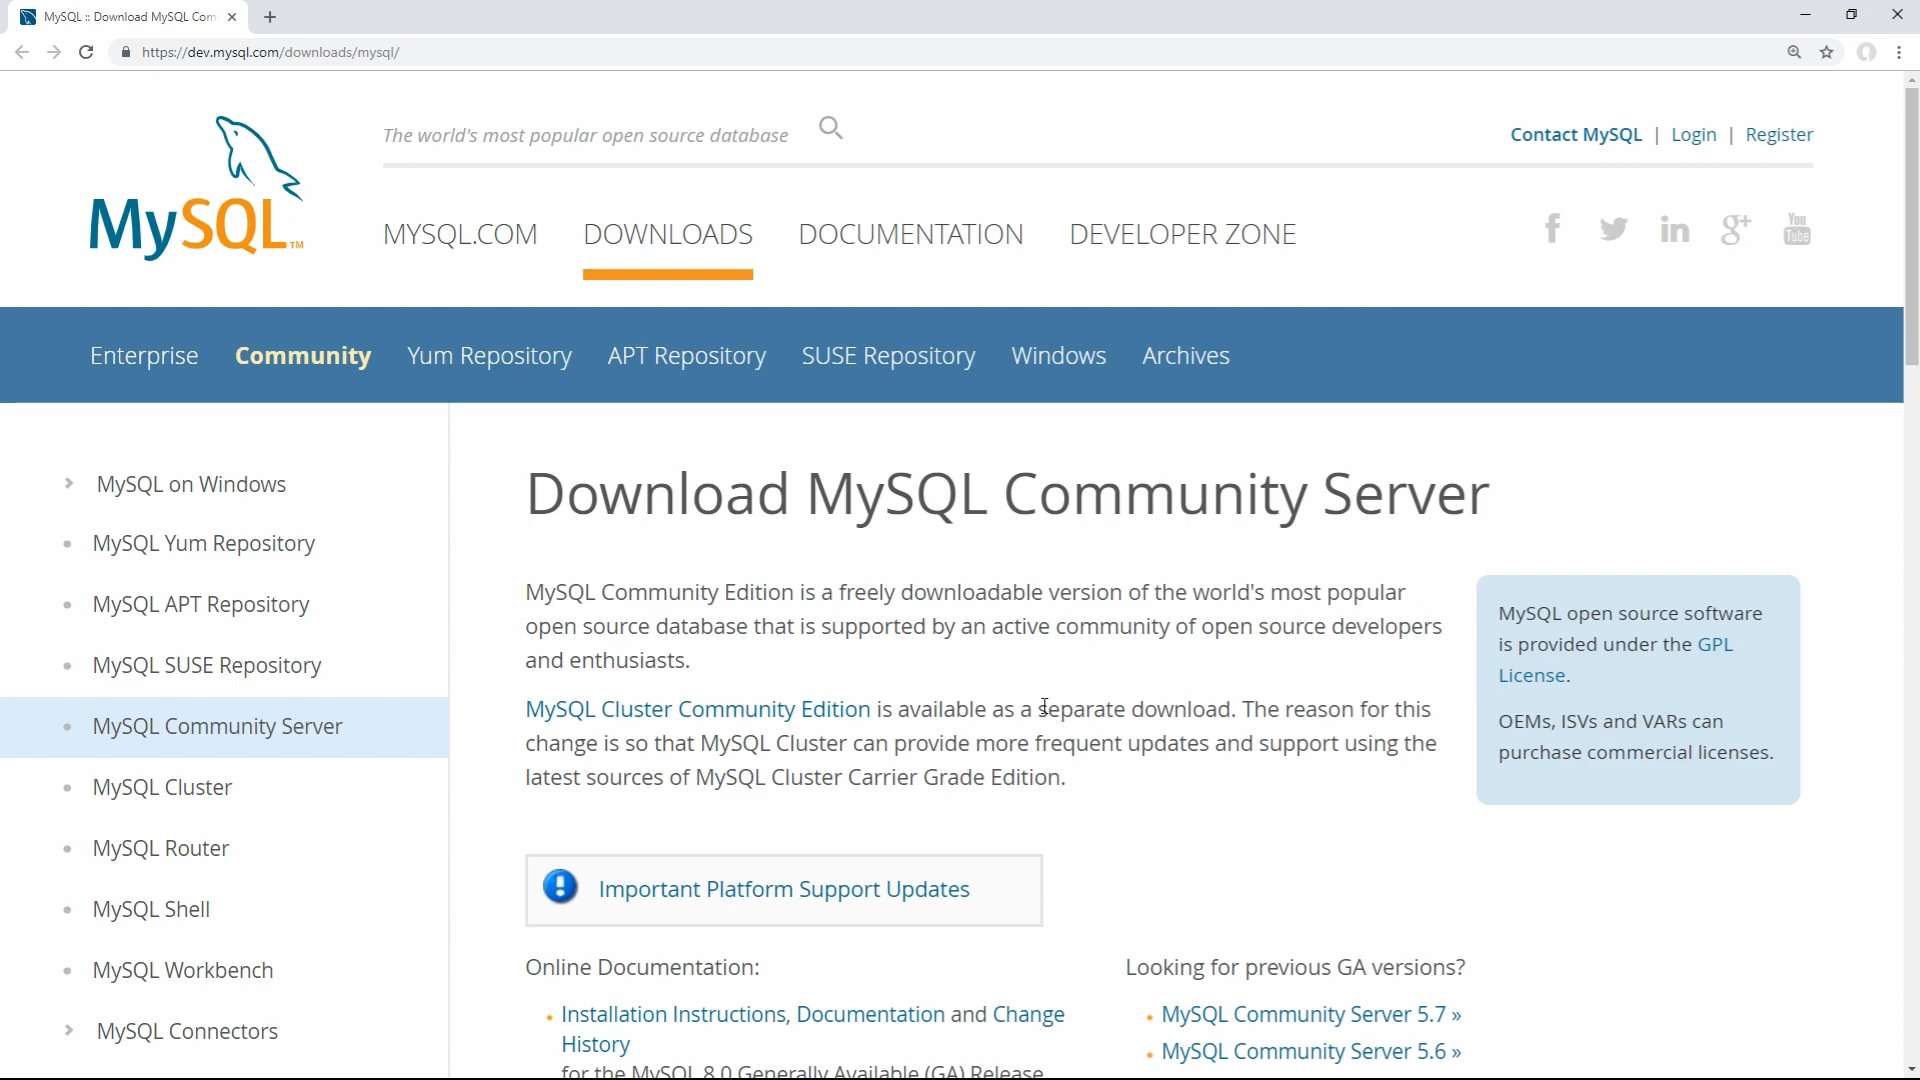 MySQL :: Download MySQL Com
https://dev.mysql.com/downloads/mysql/
MySQL™
The world's most popular open source database
Contact MySQL | Login | Register
MYSQL.COM DOWNLOADS DOCUMENTATION DEVELOPER ZONE
f in g+ You Tube
Enterprise Community Yum Repository APT Repository SUSE Repository Windows Archives
MySQL on Windows
MySQL Yum Repository
MySQL APT Repository
MySQL SUSE Repository
MySQL Community Server
MySQL Cluster
MySQL Router
MySQL Shell
MySQL Workbench
MySQL Connectors
Download MySQL Community Server
MySQL Community Edition is a freely downloadable version of the world's most popular
open source database that is supported by an active community of open source developers
and enthusiasts.
MySQL Cluster Community Edition is available as a separate download. The reason for this
change is so that MySQL Cluster can provide more frequent updates and support using the
latest sources of MySQL Cluster Carrier Grade Edition.
MySQL open source software
is provided under the GPL
License.
OEMs, ISVs and VARs can
purchase commercial licenses.
Important Platform Support Updates
Online Documentation:
Installation Instructions, Documentation and Change
History
for the MySQL 8.0 Generally Available (GA) Release
Looking for previous GA versions?
MySQL Community Server 5.7 »
MySQL Community Server 5.6 »